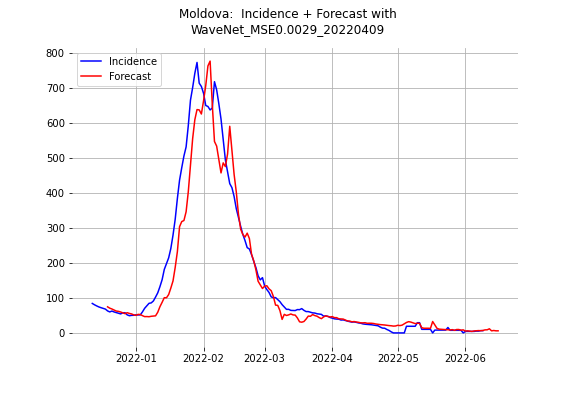 Moldova:  Incidence + Forecast with
WaveNet_MSE0.0029_20220409
Incidence
Forecast
800
700
600
500
400
300
200
100
0
2022-01 2022-02 2022-03 2022-04 2022-05 2022-06